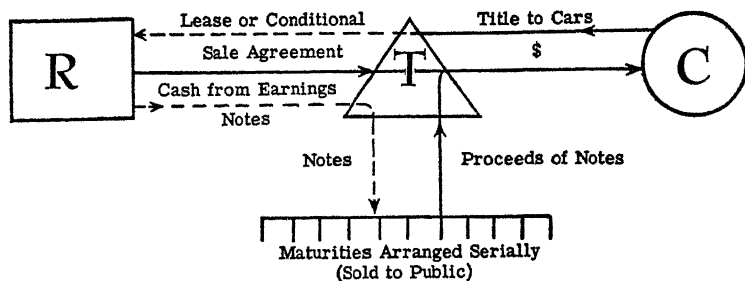 Lease or Conditional
Title to Cars
R
Sale Agreement
T
$
C
Cash from Earnings
Notes
Notes
Proceeds of Notes
Maturities Arranged Serially
(Sold to Public)